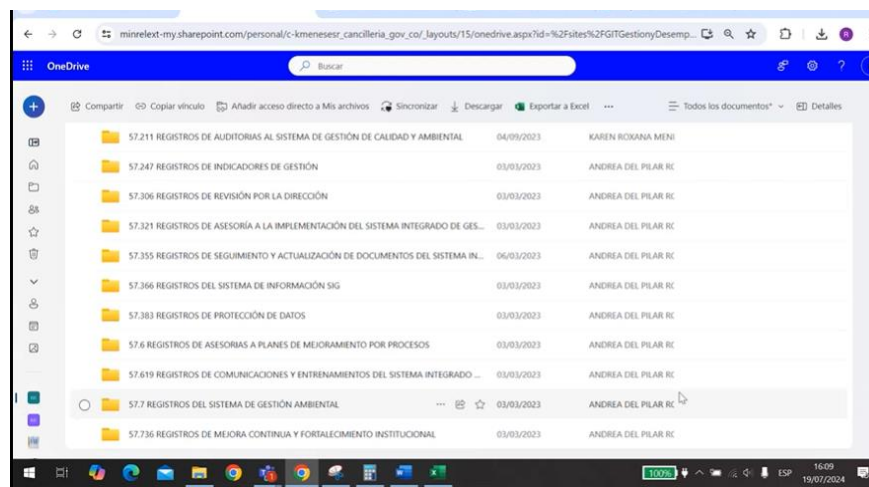 minrelext-my.sharepoint.com/personal/c-kmenesesr_cancilleria_gov_co/_layouts/15/onedrive.aspx?id=%2Fsites%2FGITGestionyDesemp...
OneDrive
Buscar
Compartir Copiar vínculo Añadir acceso directo a Mis archivos Sincronizar Descargar Exportar a Excel ... Todos los documentos* Detalles
57.211 REGISTROS DE AUDITORIAS AL SISTEMA DE GESTIÓN DE CALIDAD Y AMBIENTAL 04/09/2023 KAREN ROXANA MENI
57.247 REGISTROS DE INDICADORES DE GESTIÓN 03/03/2023 ANDREA DEL PILAR RC
57.306 REGISTROS DE REVISIÓN POR LA DIRECCIÓN 03/03/2023 ANDREA DEL PILAR RC
57.321 REGISTROS DE ASESORÍA A LA IMPLEMENTACIÓN DEL SISTEMA INTEGRADO DE GES... 03/03/2023 ANDREA DEL PILAR RC
57.355 REGISTROS DE SEGUIMIENTO Y ACTUALIZACIÓN DE DOCUMENTOS DEL SISTEMA IN... 06/03/2023 ANDREA DEL PILAR RC
57.366 REGISTROS DEL SISTEMA DE INFORMACIÓN SIG 03/03/2023 ANDREA DEL PILAR RC
57.383 REGISTROS DE PROTECCIÓN DE DATOS 03/03/2023 ANDREA DEL PILAR RC
57.6 REGISTROS DE ASESORIAS A PLANES DE MEJORAMIENTO POR PROCESOS 03/03/2023 ANDREA DEL PILAR RC
57.619 REGISTROS DE COMUNICACIONES Y ENTRENAMIENTOS DEL SISTEMA INTEGRADO ... 03/03/2023 ANDREA DEL PILAR RC
57.7 REGISTROS DEL SISTEMA DE GESTIÓN AMBIENTAL ... 03/03/2023 ANDREA DEL PILAR RC
57.736 REGISTROS DE MEJORA CONTINUA Y FORTALECIMIENTO INSTITUCIONAL 03/03/2023 ANDREA DEL PILAR RC
100% ESP 16:09
19/07/2024